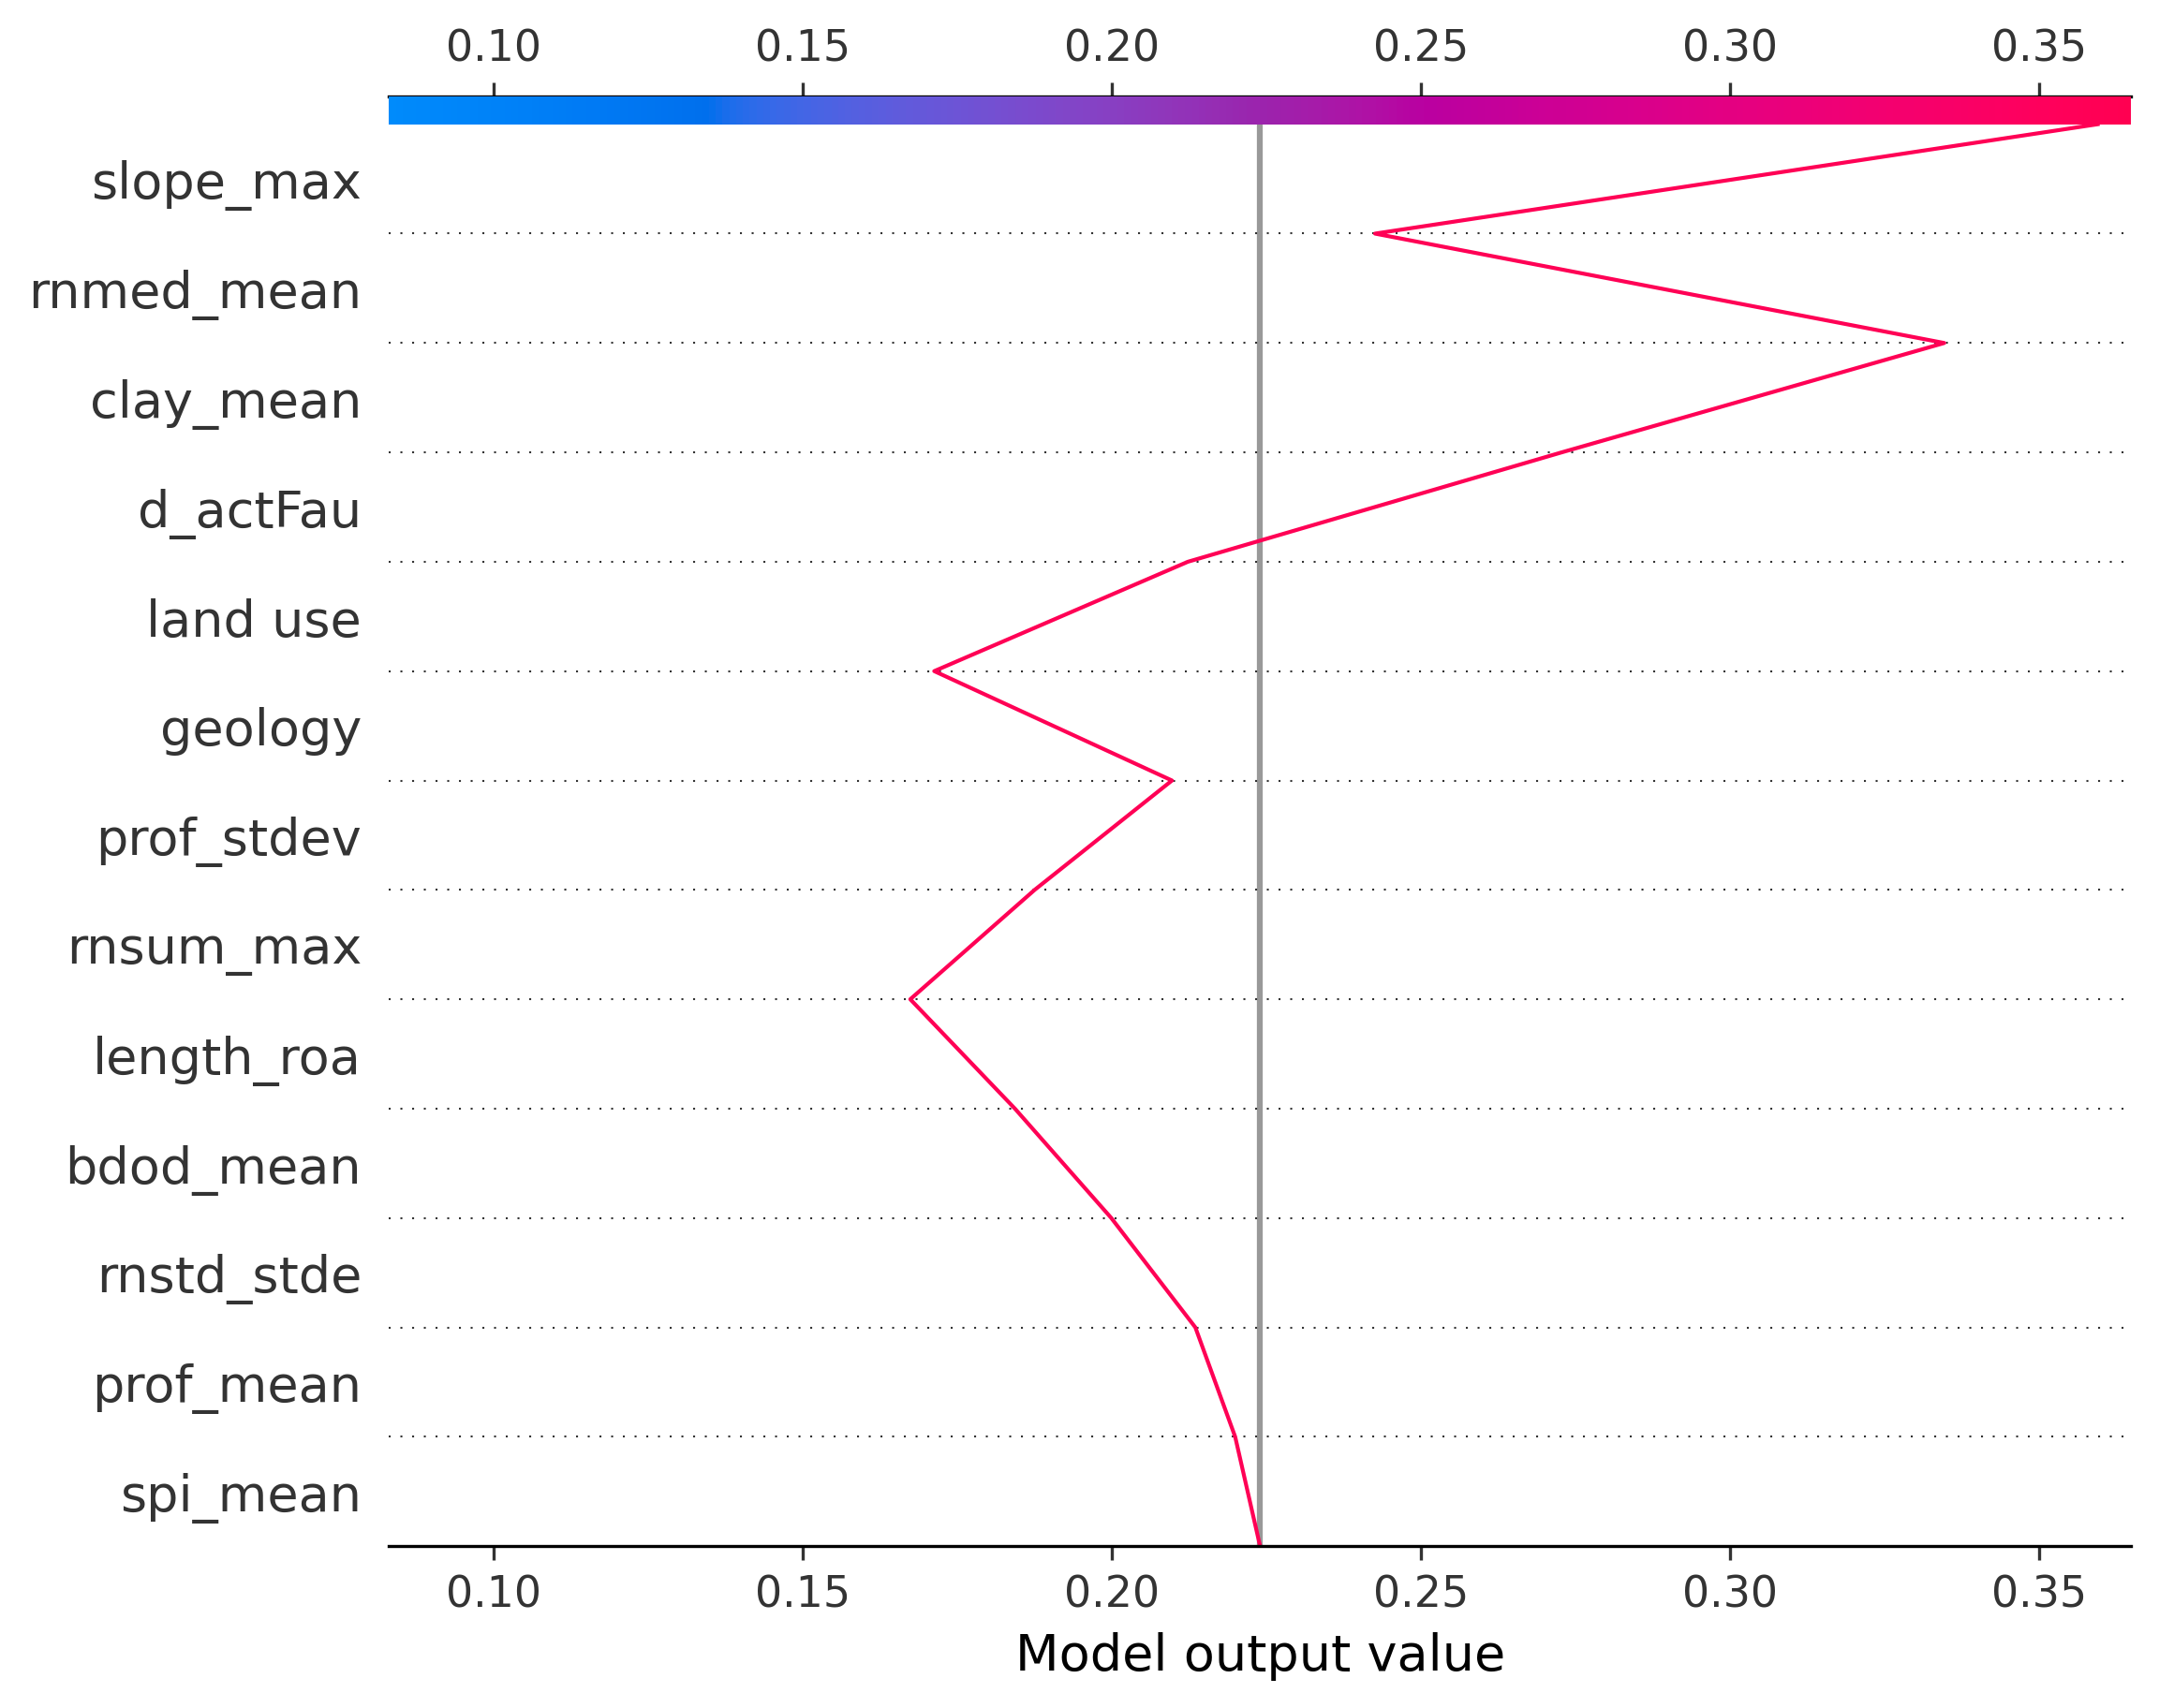 0.10 0.15 0.20 0.25 0.30 0.35
slope_max
rnmed_mean
clay_mean
d_actFau
land use
geology
prof_stdev
rnsum_max
length_roa
bdod_mean
rnstd_stde
prof_mean
spi_mean
0.10 0.15 0.20 0.25 0.30 0.35
Model output value